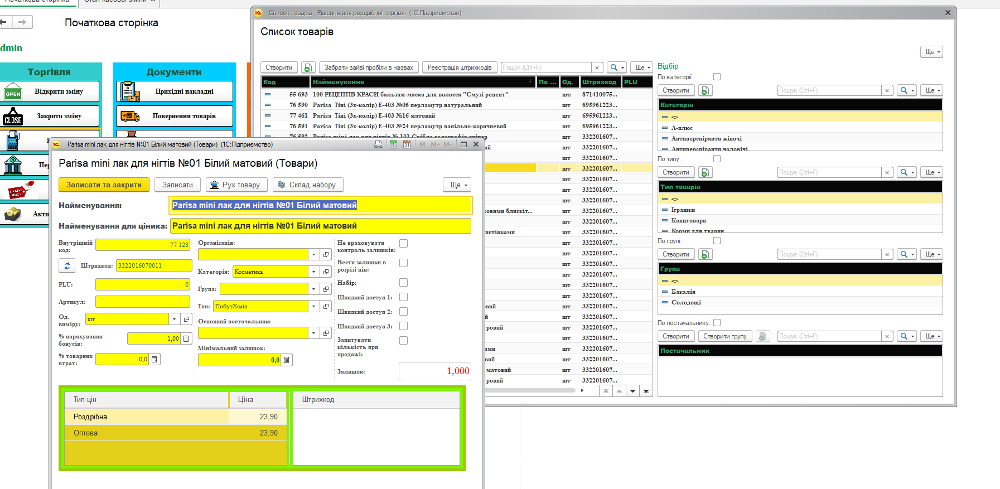 Початкова сторінка
Стан касової зміни ×
Початкова сторінка
dmin
Торгівля
Документи
OPEN
Відкрити зміну
Прихідні накладні
CLOSE
Закрити зміну
Повернення товарів
Пер
Акти
Список товарів - Рішення для роздрібної торгівлі (1С:Підприємство)
Список товарів
Ще
Створити
Забрати зайві пробіли в назвах
Реєстрація штрихкодів
Пошук (Ctrl+F)
×
Ще
Код
Найменування
По ...
Од.
Штрихкод
PLU
55 693 100 РЕЦЕПТІВ КРАСИ бальзам-маска для волосся "Смузі рецепт" шт. 871410075...
76 590 Parisa Тіні (3х-колір) Е-403 №06 перламутр натуральний шт 695961223...
77 461 Parisa Тіні (3х-колір) Е-403 №16 матовий шт 695961223...
76 591 Parisa Тіні (3х-колір) Е-403 №24 перламутр ванільно-коричневий шт 695961223...
76 592 Parisa mini лак для нігтів № 101 Срібло голографік глітер шт 332201607...
ий шт 332201607...
шт 332201607...
шт 332201607...
шт 332201607...
шт 332201607...
шт 332201607...
ковими блискіт... шт 332201607...
шт 332201607...
истівками шт 332201607...
шт 332201607...
шт 332201607...
шт 332201607...
шт 332201607...
шт 332201607...
шт 332201607...
овий шт 332201607...
й шт 332201607...
тровий шт 332201607...
шт 332201607...
ами шт 332201607...
вий шт 332201607...
матовий шт 332201607...
ровий шт 332201607...
Відбір
По категорії:
Створити
Пошук (Ctrl+F)
×
Ще
Категорія
<>
А-плюс
Антиперспіранти жіночі
Антиперспіранти чоловічі
По типу:
Створити
Пошук (Ctrl+F)
×
Ще
Тип товарів
<>
Іграшки
Канцтовари
Корми для тварин
По групі:
Створити
Пошук (Ctrl+F)
×
Ще
Група
<>
Бакалія
Солодощі
По постачальнику:
Створити
Створити групу
Пошук (Ctrl+F)
×
Ще
Постачальник
Parisa mini лак для нігтів №01 Білий матовий (Товари) (1С:Підприємство)
M M+ M-
Parisa mini лак для нігтів №01 Білий матовий (Товари)
Записати та закрити
Записати
Рух товару
Склад набору
Ще
Найменування:
Parisa mini лак для нігтів №01 Білий матовий
Найменування для цінника:
Parisa mini лак для нігтів №01 Білий матовий
Внутрішній
код:
77 123
Штрихкод:
3322016070011
PLU:
0
Артикул:
Од.
виміру:
шт
% нарахування
бонусів:
1,00
% товарних
втрат:
0,0
Організація:
Категорія:
Косметика
Група:
Тип:
ПобутХімія
Основний постачальник:
Мінімальний залишок:
0,0
Не враховувати
контроль залишків:
Вести залишки в
розрізі цін:
Набір:
Швидкий доступ 1:
Швидкий доступ 2:
Швидкий доступ 3:
Запитувати
кількість при
продажі:
Залишок:
1,000
Тип цін
Ціна
Штрихкод
Роздрібна
23,90
Оптова
23,90